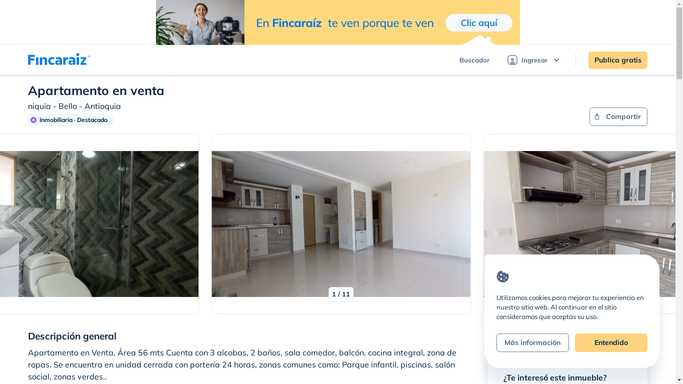 En Fincaraíz te ven porque te ven
Clic aquí
Fincaraíz
Buscador
Ingresar
Publica gratis
Apartamento en venta
niquia - Bello - Antioquia
Inmobiliaria · Destacado
Compartir
1 / 11
Descripción general
Apartamento en Venta, Área 56 mts Cuenta con 3 alcobas, 2 baños, sala comedor, balcón, cocina integral, zona de
ropas. Se encuentra en unidad cerrada con portería 24 horas, zonas comunes como: Parque infantil, piscinas, salón
social, zonas verdes..
Utilizamos cookies para mejorar tu experiencia en
nuestro sitio web. Al continuar en el sitio
consideramos que aceptas su uso.
Más información
Entendido
¿Te interesó este inmueble?